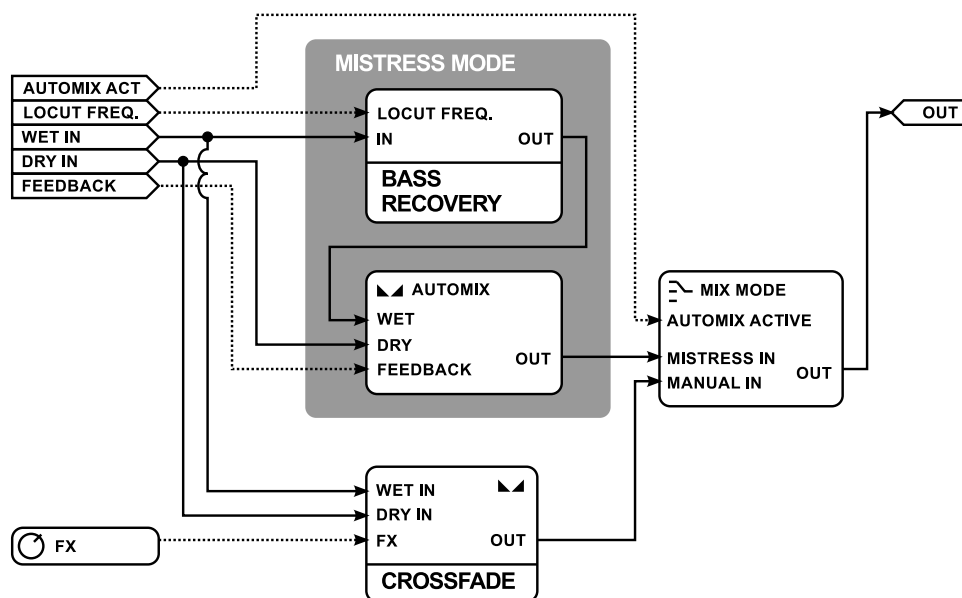 MISTRESS MODE
AUTOMIX ACT
LOCUT FREQ.
WET IN
DRY IN
FEEDBACK
LOCUT FREQ.
IN
OUT
BASS
RECOVERY
OUT
AUTOMIX
WET
DRY
FEEDBACK
OUT
MIX MODE
AUTOMIX ACTIVE
MISTRESS IN
MANUAL IN
OUT
WET IN
DRY IN
FX
OUT
CROSSFADE
FX